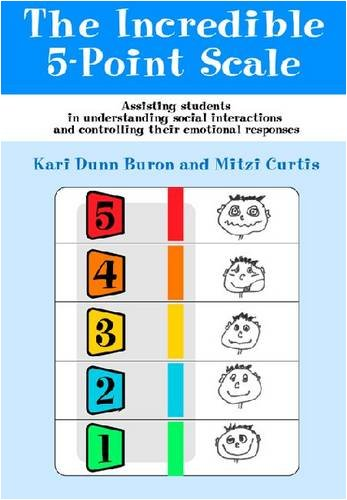 The Incredible
5-Point Scale
Assisting students
in understanding social interactions
and controlling their emotional responses
Kari Dunn Buron and Mitzi Curtis
5
4
3
2
1